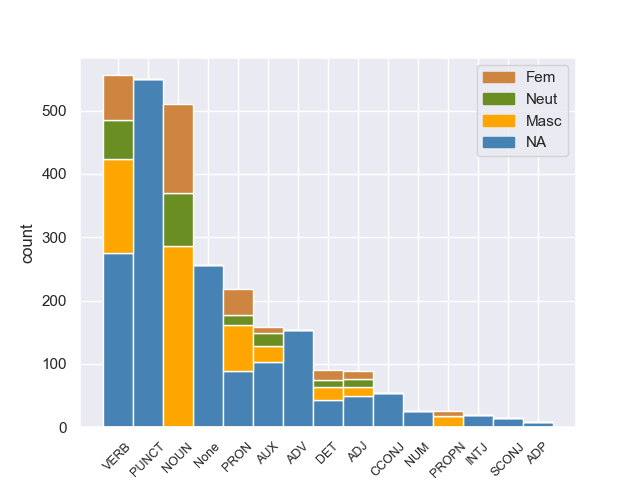 Fem
Neut
Masc
NA
count
500
400
300
200
100
0
VERB
PUNCT
NOUN
None
PRON
AUX
ADV
DET
ADJ
CCONJ
NUM
PROPN
INTJ
SCONJ
ADP